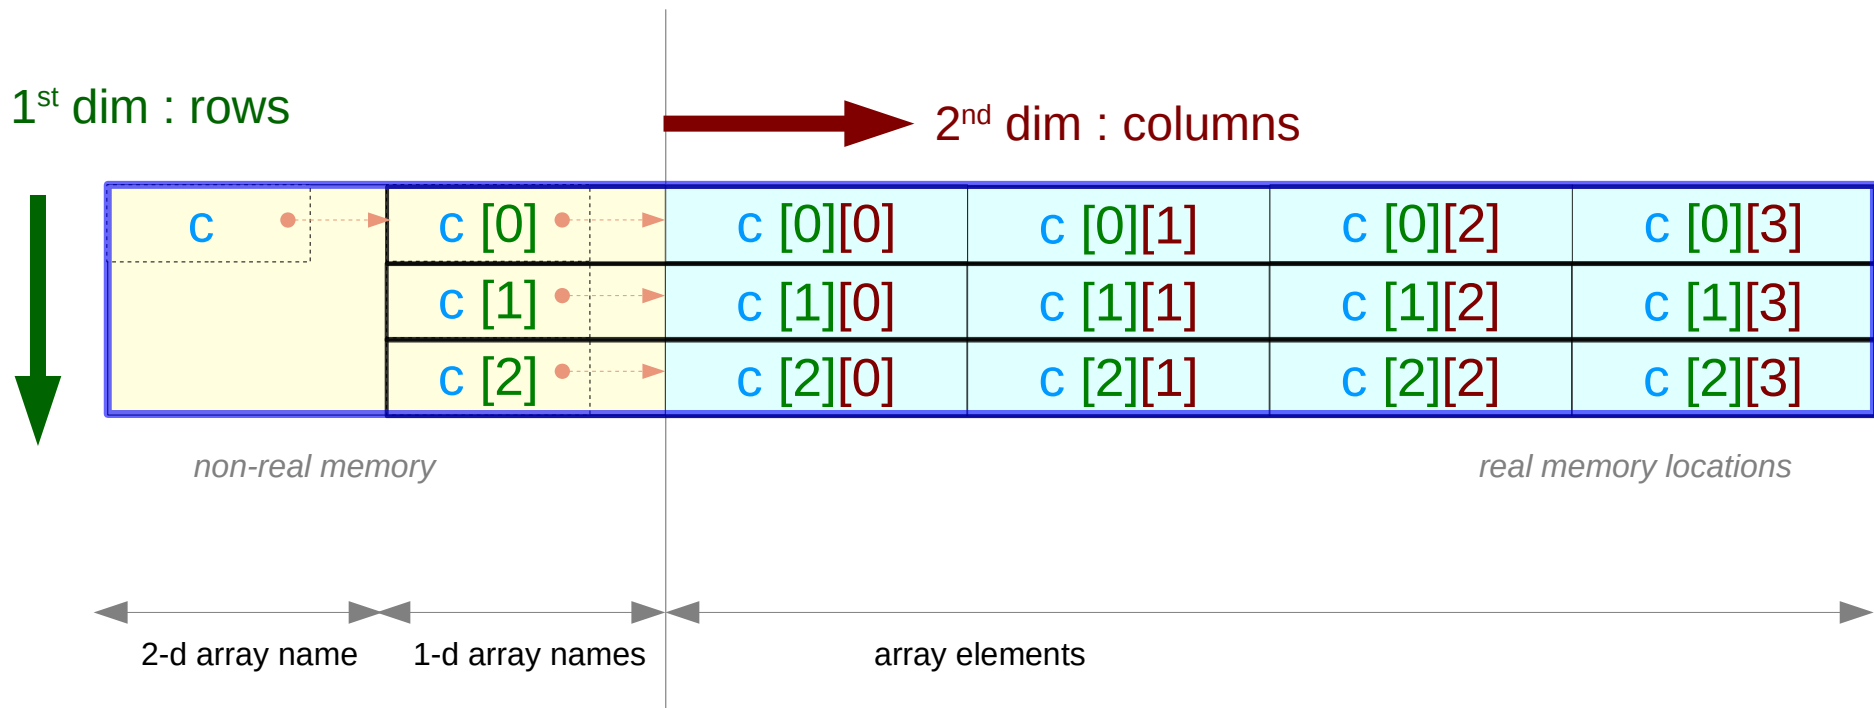 1st dim : rows
2nd dim : columns
c c [0] c [0][0] c [0][1] c [0][2] c [0][3]
c [1] c [1][0] c [1][1] c [1][2] c [1][3]
c [2] c [2][0] c [2][1] c [2][2] c [2][3]
non-real memory real memory locations
2-d array name 1-d array names array elements